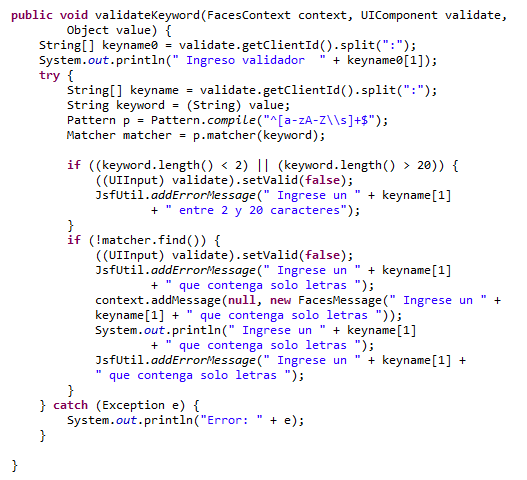 public void validateKeyword(FacesContext context, UIComponent validate,
        Object value) {
    String[] keyname0 = validate.getClientId().split(":");
    System.out.println(" Ingreso validador  " + keyname0[1]);
    try {
        String[] keyname = validate.getClientId().split(":");
        String keyword = (String) value;
        Pattern p = Pattern.compile("^[a-zA-Z\\s]+$");
        Matcher matcher = p.matcher(keyword);

        if ((keyword.length() < 2) || (keyword.length() > 20)) {
            ((UIInput) validate).setValid(false);
            JsfUtil.addErrorMessage(" Ingrese un " + keyname[1]
                    + " entre 2 y 20 caracteres");
        }
        if (!matcher.find()) {
            ((UIInput) validate).setValid(false);
            JsfUtil.addErrorMessage(" Ingrese un " + keyname[1]
                    + " que contenga solo letras ");
            context.addMessage(null, new FacesMessage(" Ingrese un " +
            keyname[1] + " que contenga solo letras "));
            System.out.println(" Ingrese un " + keyname[1]
                    + " que contenga solo letras ");
            JsfUtil.addErrorMessage(" Ingrese un " + keyname[1] +
            " que contenga solo letras ");
        }
    } catch (Exception e) {
        System.out.println("Error: " + e);
    }

}